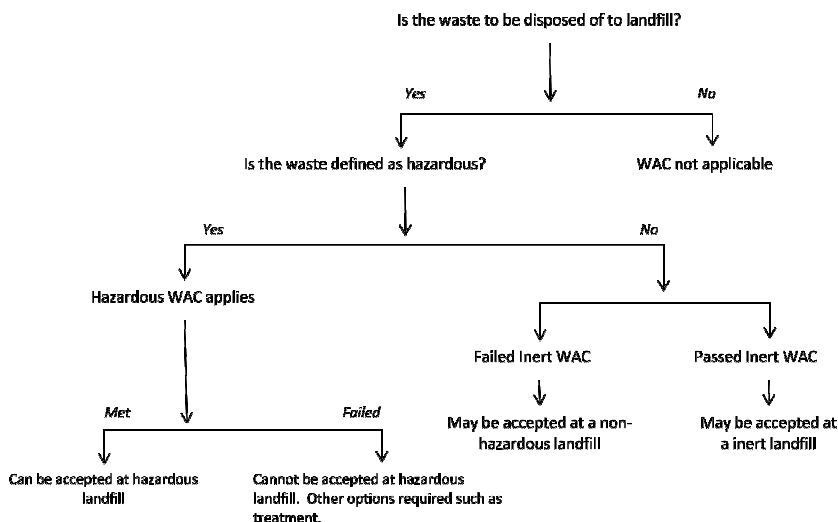 Is the waste to be disposed of to landfill?
Yes
No
Is the waste defined as hazardous?
WAC not applicable
Yes
No
Hazardous WAC applies
Failed Inert WAC
Passed Inert WAC
Met
Failed
May be accepted at a non-
hazardous landfill
May be accepted at
a inert landfill
Can be accepted at hazardous
landfill
Cannot be accepted at hazardous
landfill. Other options required such as
treatment.